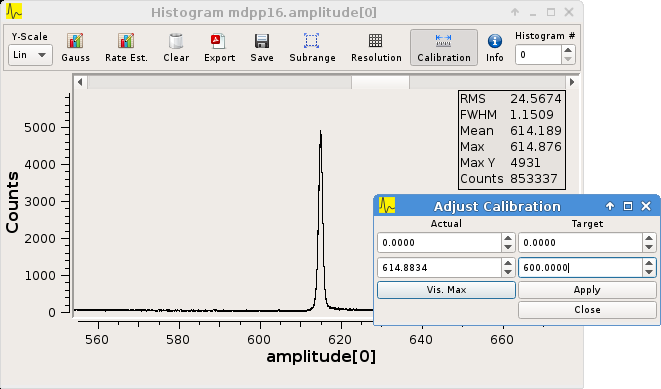 Histogram mdpp16.amplitude[0]
Y-Scale
Lin
Gauss
Rate Est.
Clear
Export
Save
Subrange
Resolution
Calibration
Info
Histogram #
0
RMS 24.5674
FWHM 1.1509
Mean 614.189
Max 614.876
Max Y 4931
Counts 853337
5000
4000
3000
2000
1000
0
Counts
560 580 600 620 640 660
amplitude[0]
Adjust Calibration
Actual Target
0.0000 0.0000
614.8834 600.0000
Vis. Max Apply
Close